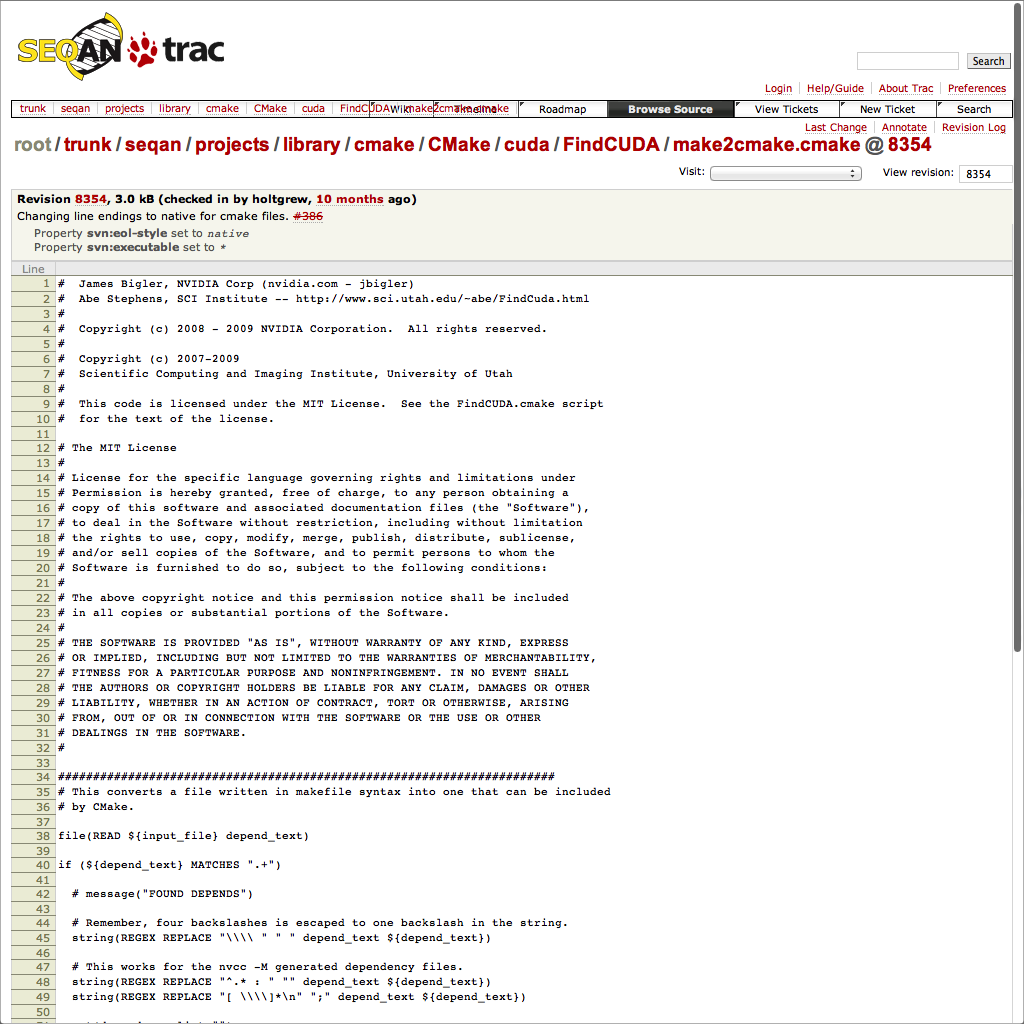 SEQAN trac
Search
Login Help/Guide About Trac Preferences
trunk seqan projects library cmake CMake cuda FindCUDA make2cmake.cmake
Wiki Timeline Roadmap Browse Source View Tickets New Ticket Search
Last Change Annotate Revision Log
root/trunk/seqan/projects/library/cmake/CMake/cuda/FindCUDA/make2cmake.cmake @ 8354
Visit: View revision: 8354
Revision 8354, 3.0 kB (checked in by holtgrew, 10 months ago)
Changing line endings to native for cmake files. #386
Property svn:eol-style set to native
Property svn:executable set to *
Line
1 #  James Bigler, NVIDIA Corp (nvidia.com - jbigler)
2 #  Abe Stephens, SCI Institute -- http://www.sci.utah.edu/~abe/FindCuda.html
3 #
4 #  Copyright (c) 2008 - 2009 NVIDIA Corporation.  All rights reserved.
5 #
6 #  Copyright (c) 2007-2009
7 #  Scientific Computing and Imaging Institute, University of Utah
8 #
9 #  This code is licensed under the MIT License.  See the FindCUDA.cmake script
10 #  for the text of the license.
11
12 # The MIT License
13 #
14 # License for the specific language governing rights and limitations under
15 # Permission is hereby granted, free of charge, to any person obtaining a
16 # copy of this software and associated documentation files (the "Software"),
17 # to deal in the Software without restriction, including without limitation
18 # the rights to use, copy, modify, merge, publish, distribute, sublicense,
19 # and/or sell copies of the Software, and to permit persons to whom the
20 # Software is furnished to do so, subject to the following conditions:
21 #
22 # The above copyright notice and this permission notice shall be included
23 # in all copies or substantial portions of the Software.
24 #
25 # THE SOFTWARE IS PROVIDED "AS IS", WITHOUT WARRANTY OF ANY KIND, EXPRESS
26 # OR IMPLIED, INCLUDING BUT NOT LIMITED TO THE WARRANTIES OF MERCHANTABILITY,
27 # FITNESS FOR A PARTICULAR PURPOSE AND NONINFRINGEMENT. IN NO EVENT SHALL
28 # THE AUTHORS OR COPYRIGHT HOLDERS BE LIABLE FOR ANY CLAIM, DAMAGES OR OTHER
29 # LIABILITY, WHETHER IN AN ACTION OF CONTRACT, TORT OR OTHERWISE, ARISING
30 # FROM, OUT OF OR IN CONNECTION WITH THE SOFTWARE OR THE USE OR OTHER
31 # DEALINGS IN THE SOFTWARE.
32 #
33
34 #######################################################################
35 # This converts a file written in makefile syntax into one that can be included
36 # by CMake.
37
38 file(READ ${input_file} depend_text)
39
40 if (${depend_text} MATCHES ".+")
41
42   # message("FOUND DEPENDS")
43
44   # Remember, four backslashes is escaped to one backslash in the string.
45   string(REGEX REPLACE "\\\\ " " " depend_text ${depend_text})
46
47   # This works for the nvcc -M generated dependency files.
48   string(REGEX REPLACE "^.* : " "" depend_text ${depend_text})
49   string(REGEX REPLACE "[ \\\\]*\n" ";" depend_text ${depend_text})
50